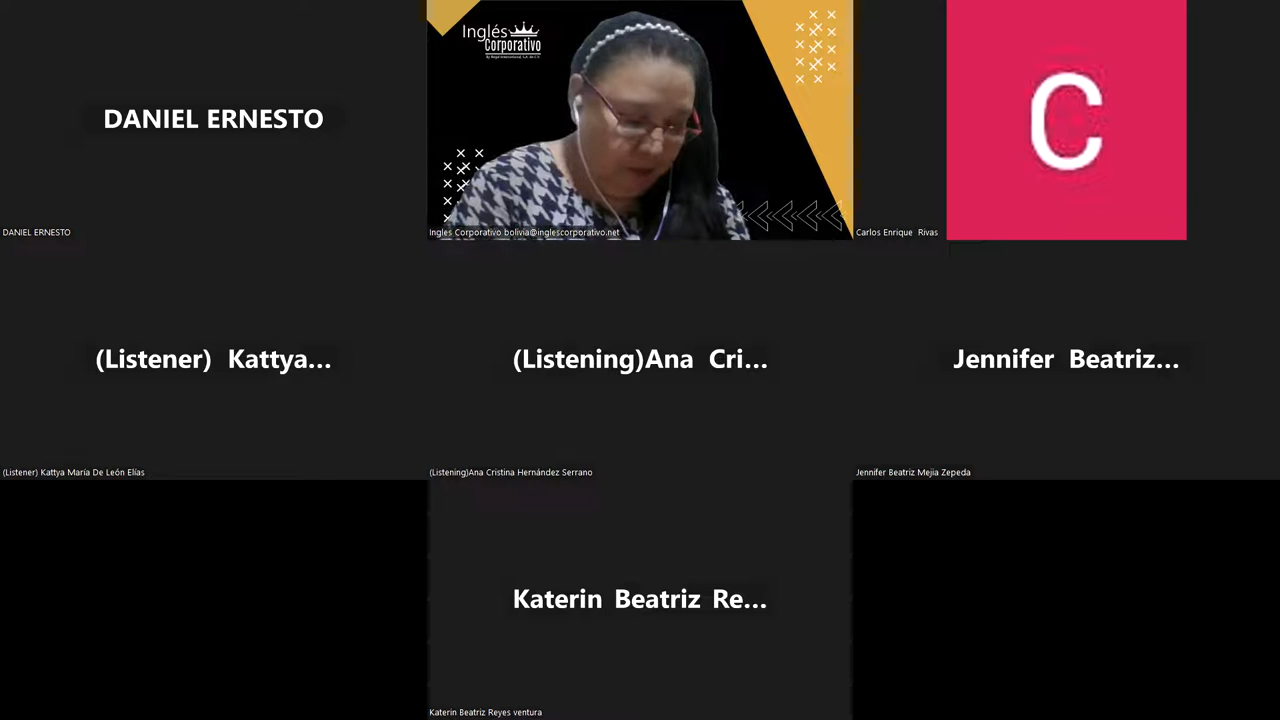 DANIEL ERNESTO
DANIEL ERNESTO
Inglés
Corporativo
Ingles Corporativo bolivia@inglescorporativo.net
C
Carlos Enrique Rivas
(Listener) Kattya...
(Listener) Kattya María De León Elías
(Listening)Ana Cri...
(Listening)Ana Cristina Hernández Serrano
Jennifer Beatriz...
Jennifer Beatriz Mejia Zepeda
Katerin Beatriz Re...
Katerin Beatriz Reyes ventura